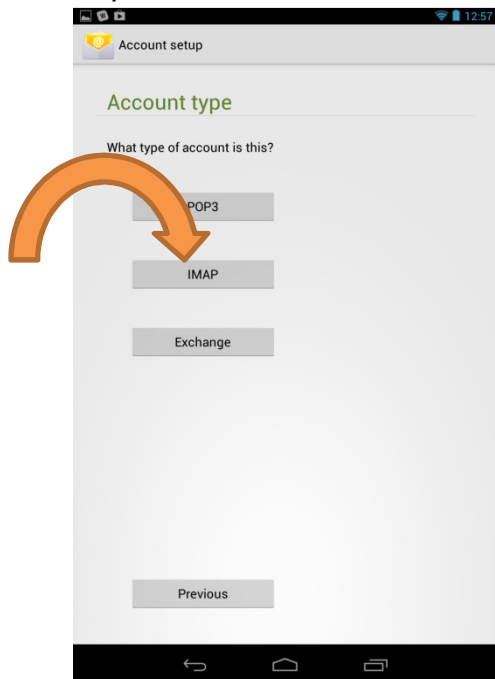 12:57
Account setup
Account type
What type of account is this?
POP3
IMAP
Exchange
Previous